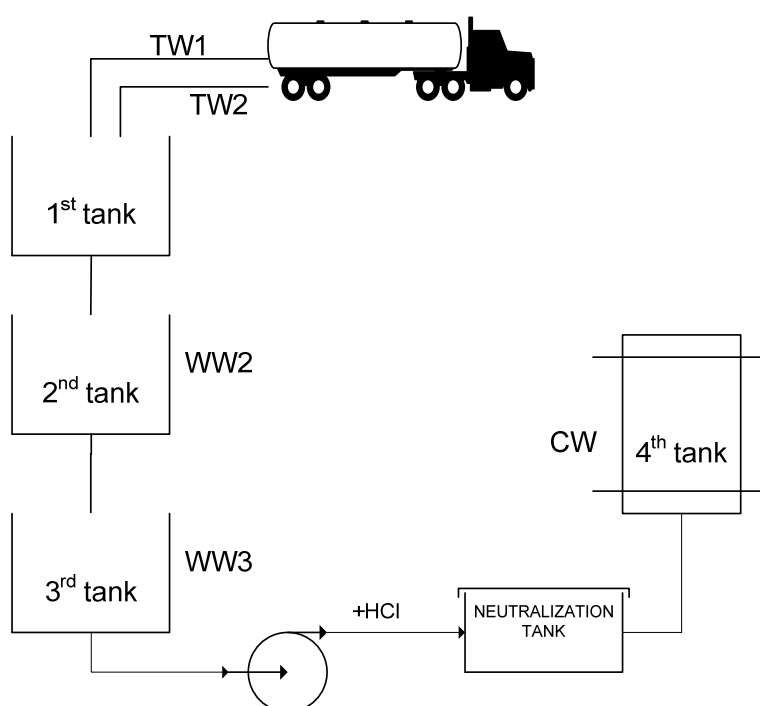 TW1
TW2
1st tank
2nd tank
WW2
CW
4th tank
3rd tank
WW3
+HCl
NEUTRALIZATION
TANK